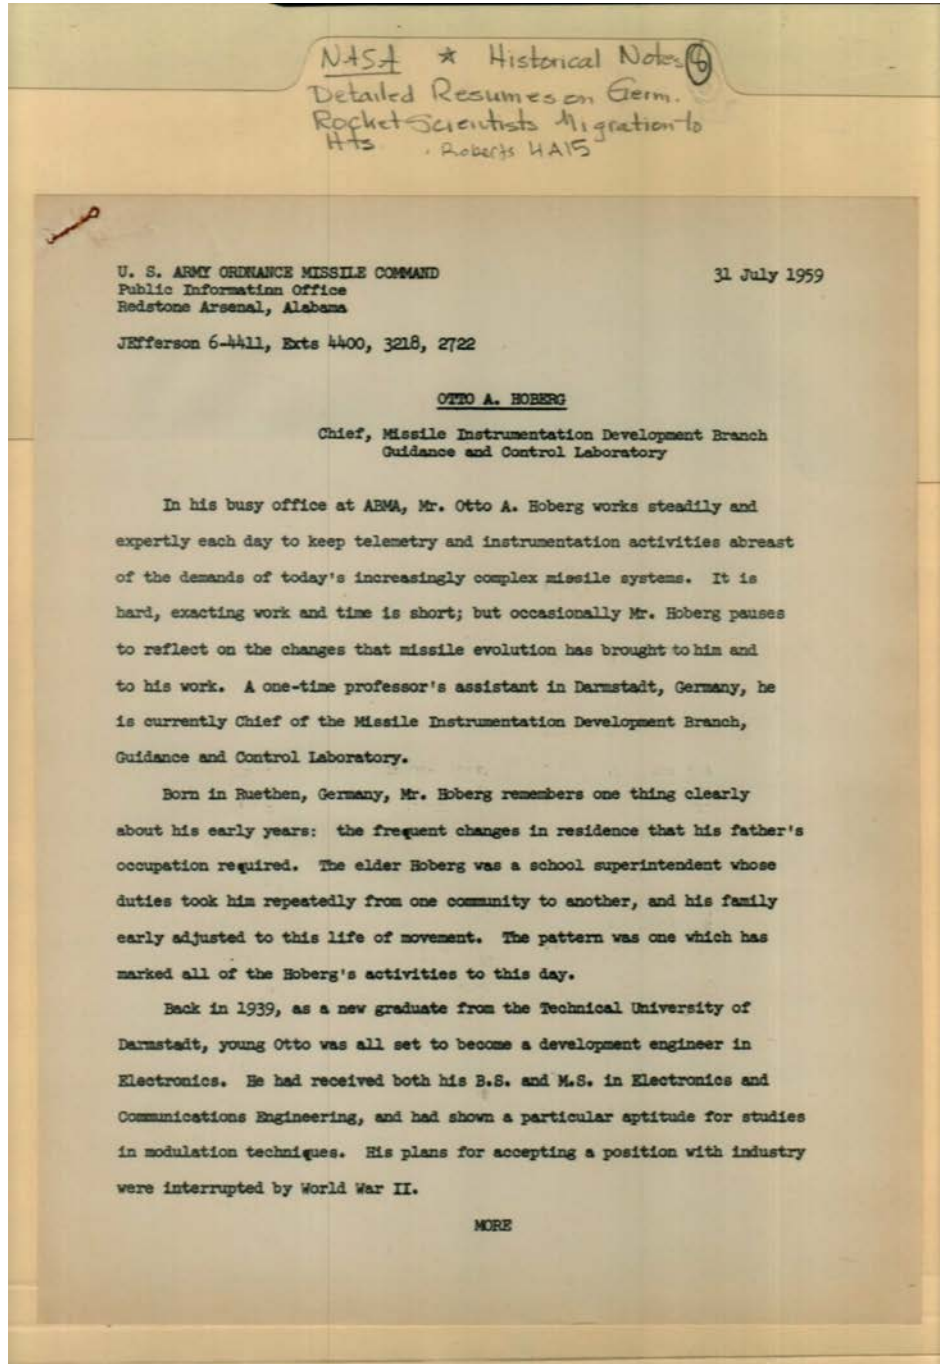 NASA * Historical Notes 6
Detailed Resumes on Germ.
Rocket Scientists Migration to
Hts . Roberts HA15
U. S. ARMY ORDNANCE MISSILE COMMAND 31 July 1959
Public Information Office
Redstone Arsenal, Alabama
JEfferson 6-4411, Exts 4400, 3218, 2722
OTTO A. HOBERG
Chief, Missile Instrumentation Development Branch
Guidance and Control Laboratory
In his busy office at ABMA, Mr. Otto A. Hoberg works steadily and
expertly each day to keep telemetry and instrumentation activities abreast
of the demands of today's increasingly complex missile systems. It is
hard, exacting work and time is short; but occasionally Mr. Hoberg pauses
to reflect on the changes that missile evolution has brought to him and
to his work. A one-time professor's assistant in Darmstadt, Germany, he
is currently Chief of the Missile Instrumentation Development Branch,
Guidance and Control Laboratory.
Born in Ruethen, Germany, Mr. Hoberg remembers one thing clearly
about his early years: the frequent changes in residence that his father's
occupation required. The elder Hoberg was a school superintendent whose
duties took him repeatedly from one community to another, and his family
early adjusted to this life of movement. The pattern was one which has
marked all of the Hoberg's activities to this day.
Back in 1939, as a new graduate from the Technical University of
Darmstadt, young Otto was all set to become a development engineer in
Electronics. He had received both his B.S. and M.S. in Electronics and
Communications Engineering, and had shown a particular aptitude for studies
in modulation techniques. His plans for accepting a position with industry
were interrupted by World War II.
MORE